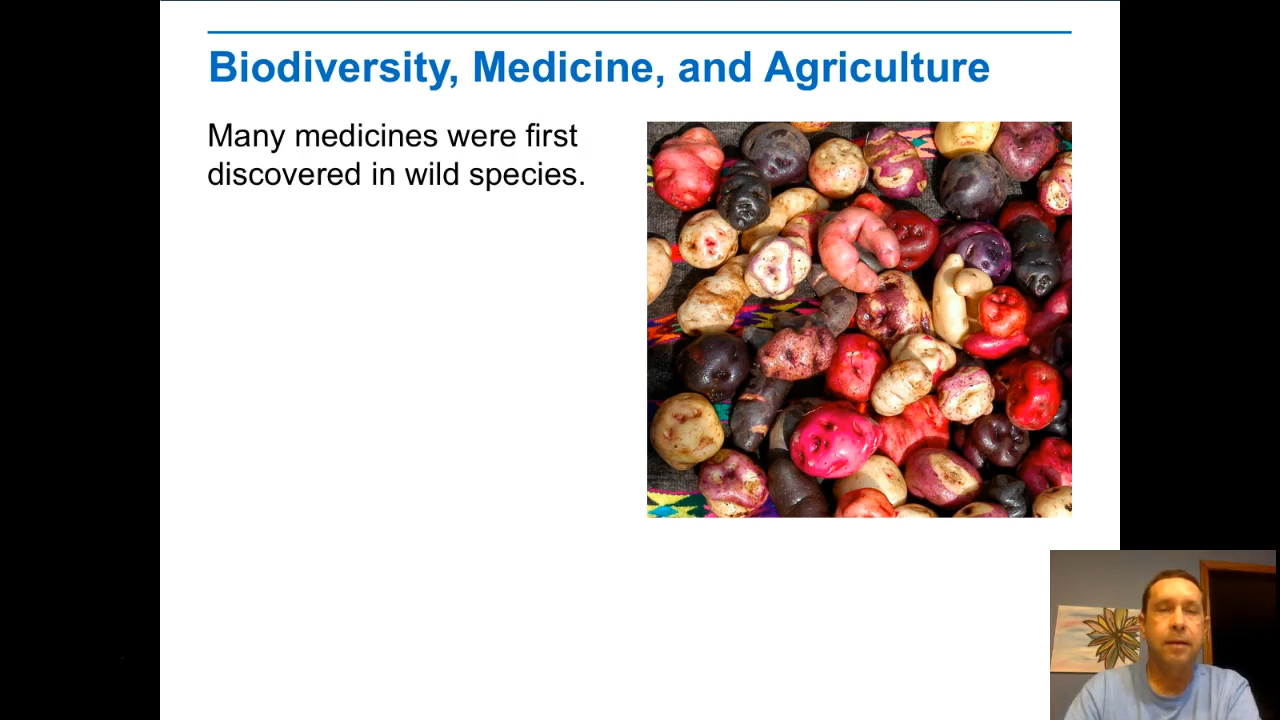 Biodiversity, Medicine, and Agriculture
Many medicines were first
discovered in wild species.